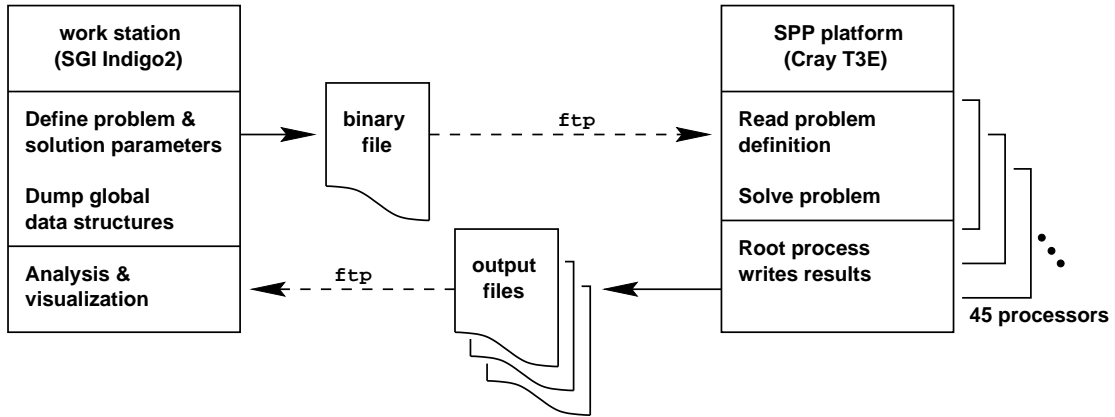 work station
(SGI Indigo2)
Define problem &
solution parameters
Dump global
data structures
Analysis &
visualization
binary
file
ftp
output
files
ftp
SPP platform
(Cray T3E)
Read problem
definition
Solve problem
Root process
writes results
45 processors